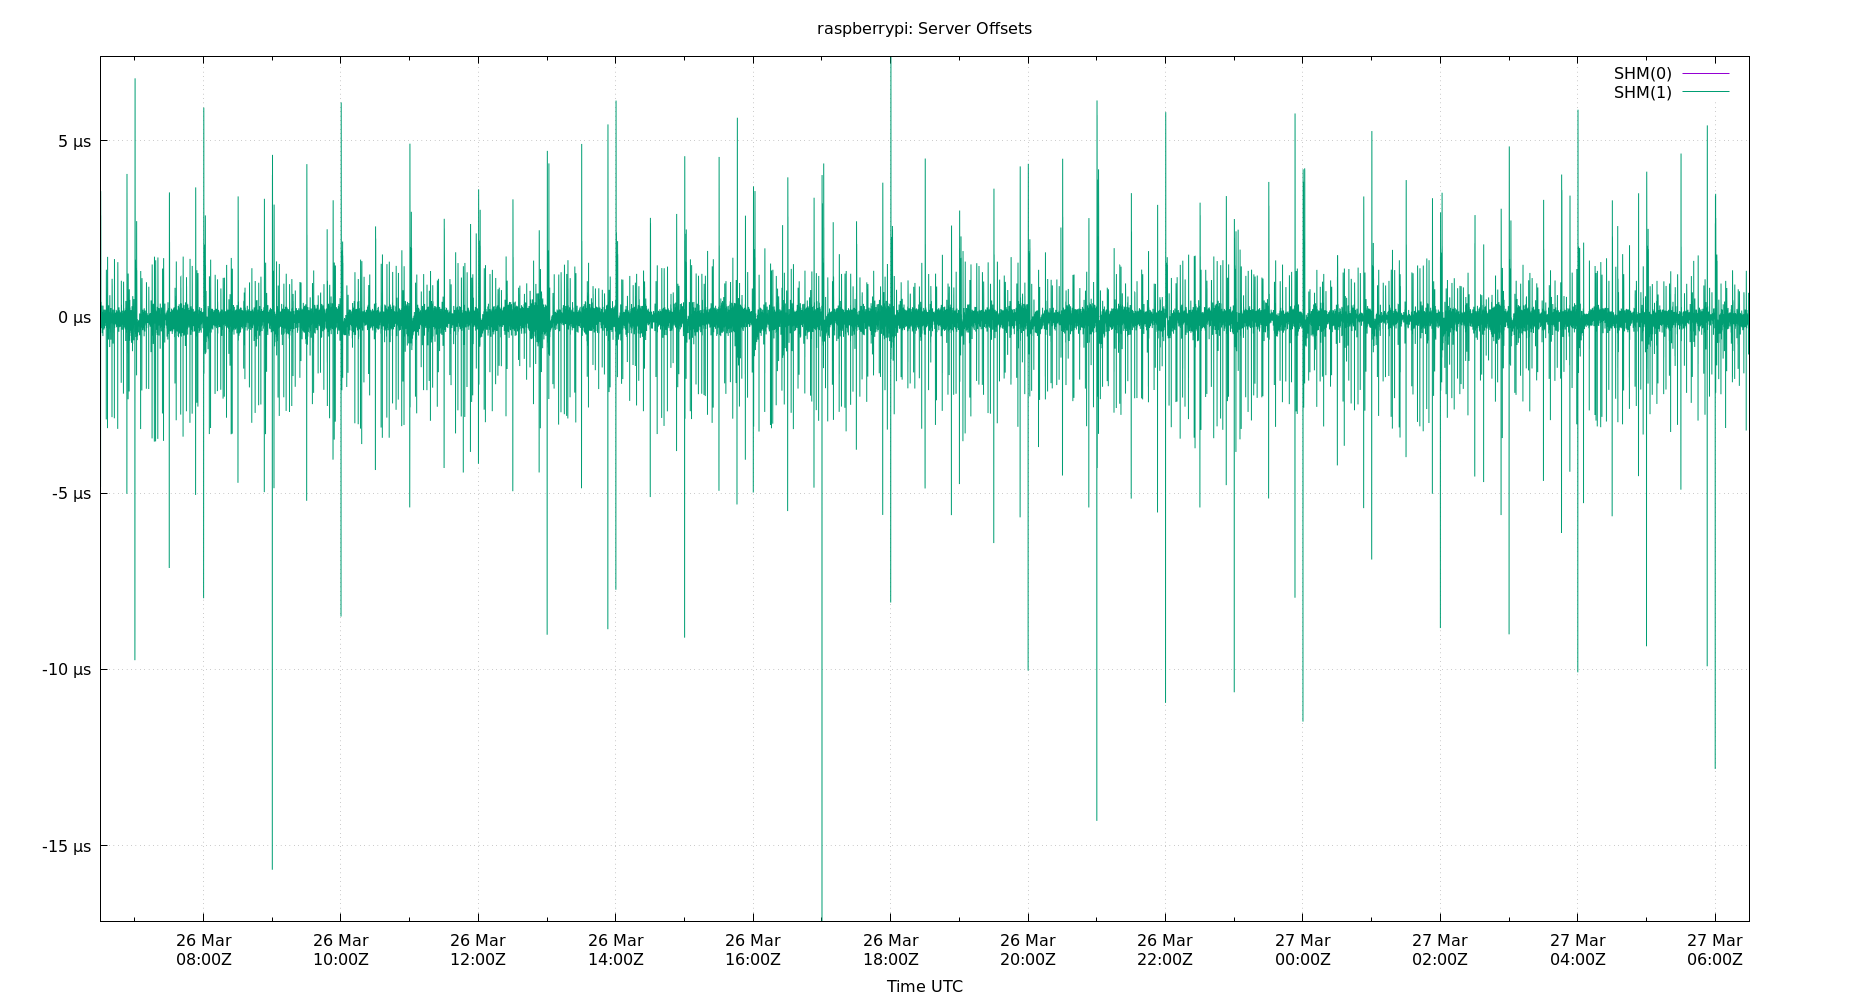 raspberrypi: Server Offsets
SHM(0)
SHM(1)
5 µs
0 µs
-5 µs
-10 µs
-15 µs
26 Mar 26 Mar 26 Mar 26 Mar 26 Mar 26 Mar 26 Mar 26 Mar 27 Mar 27 Mar 27 Mar 27 Mar
08:00Z 10:00Z 12:00Z 14:00Z 16:00Z 18:00Z 20:00Z 22:00Z 00:00Z 02:00Z 04:00Z 06:00Z
Time UTC